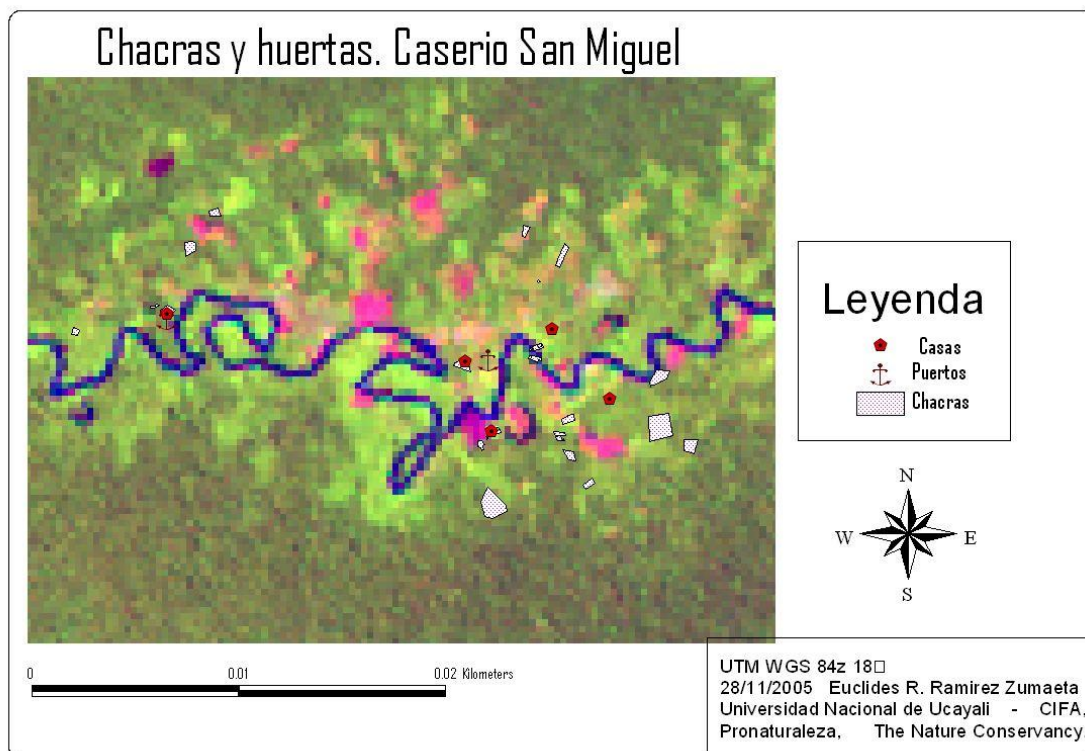 Chacras y huertas. Caserio San Miguel
Leyenda
Casas
Puertos
Chacras
N
W E
S
0 0.01 0.02 Kilometers
UTM WGS 84z 18□
28/11/2005 Euclides R. Ramirez Zumaeta
Universidad Nacional de Ucayali - CIFA,
Pronaturaleza, The Nature Conservancy,